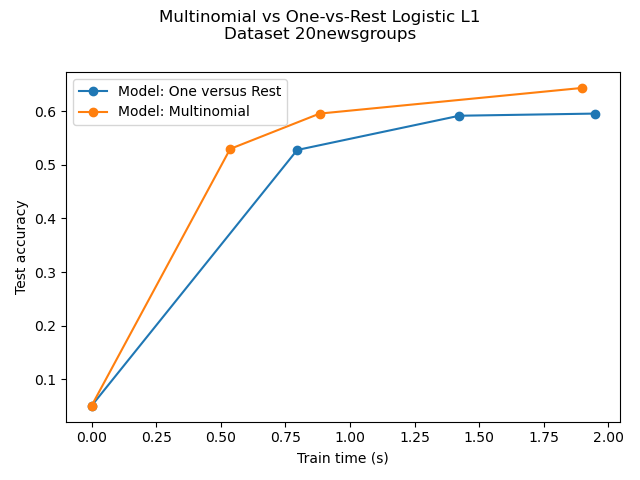 Multinomial vs One-vs-Rest Logistic L1
Dataset 20newsgroups
Model: One versus Rest
Model: Multinomial
Test accuracy
0.6
0.5
0.4
0.3
0.2
0.1
0.00 0.25 0.50 0.75 1.00 1.25 1.50 1.75 2.00
Train time (s)